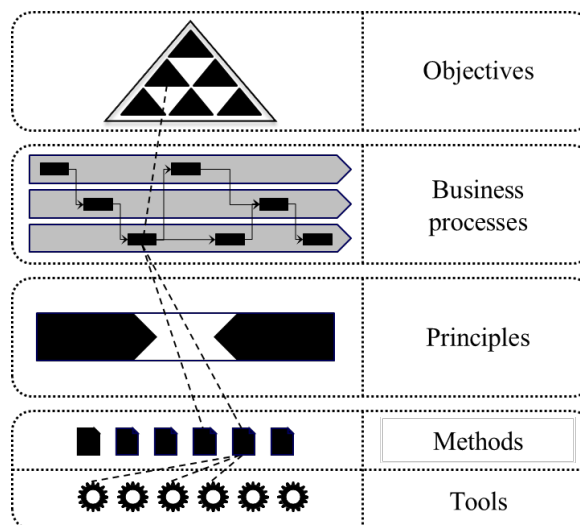 Objectives
Business
processes
Principles
Methods
Tools